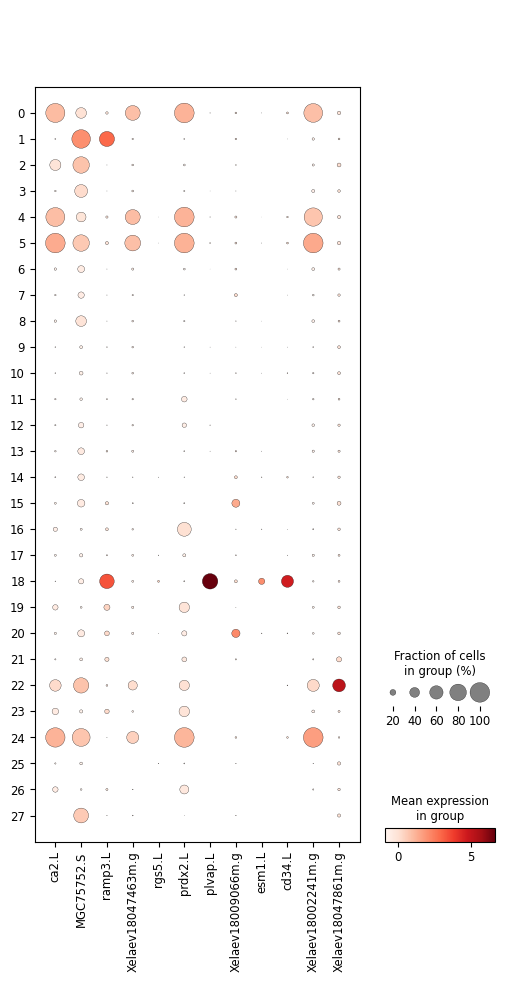 0
1
2
3
4
5
6
7
8
9
10
11
12
13
14
15
16
17
18
19
20
21
22
23
24
25
26
27
ca2.L
MGC75752.S
ramp3.L
Xelaev18047463m.g
rgs5.L
prdx2.L
plvap.L
Xelaev18009066m.g
esm1.L
cd34.L
Xelaev18002241m.g
Xelaev18047861m.g
Fraction of cells
in group (%)
20 40 60 80 100
Mean expression
in group
0 5